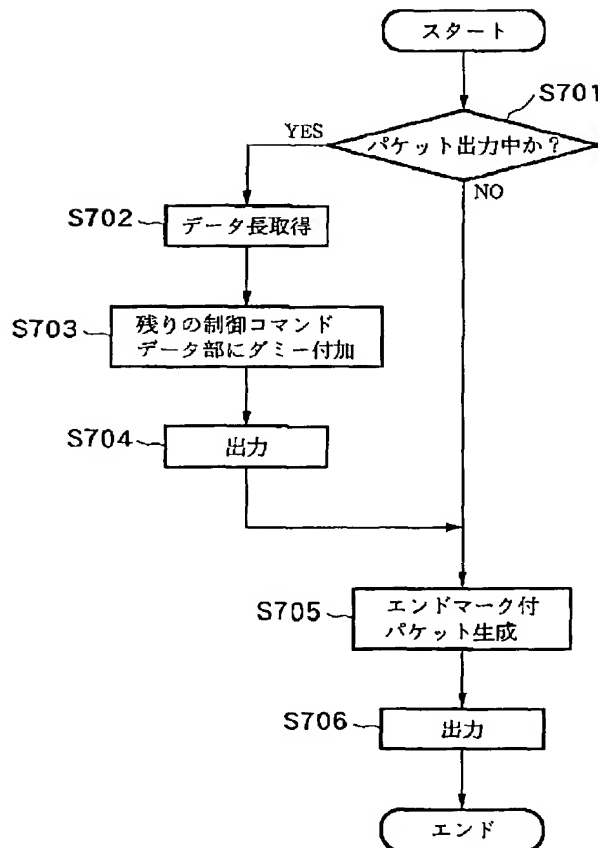 スタート
S701
パケット出力中か?
YES
NO
S702
データ長取得
S703
残りの制御コマンド
データ部にダミー付加
S704
出力
S705
エンドマーク付
パケット生成
S706
出力
エンド